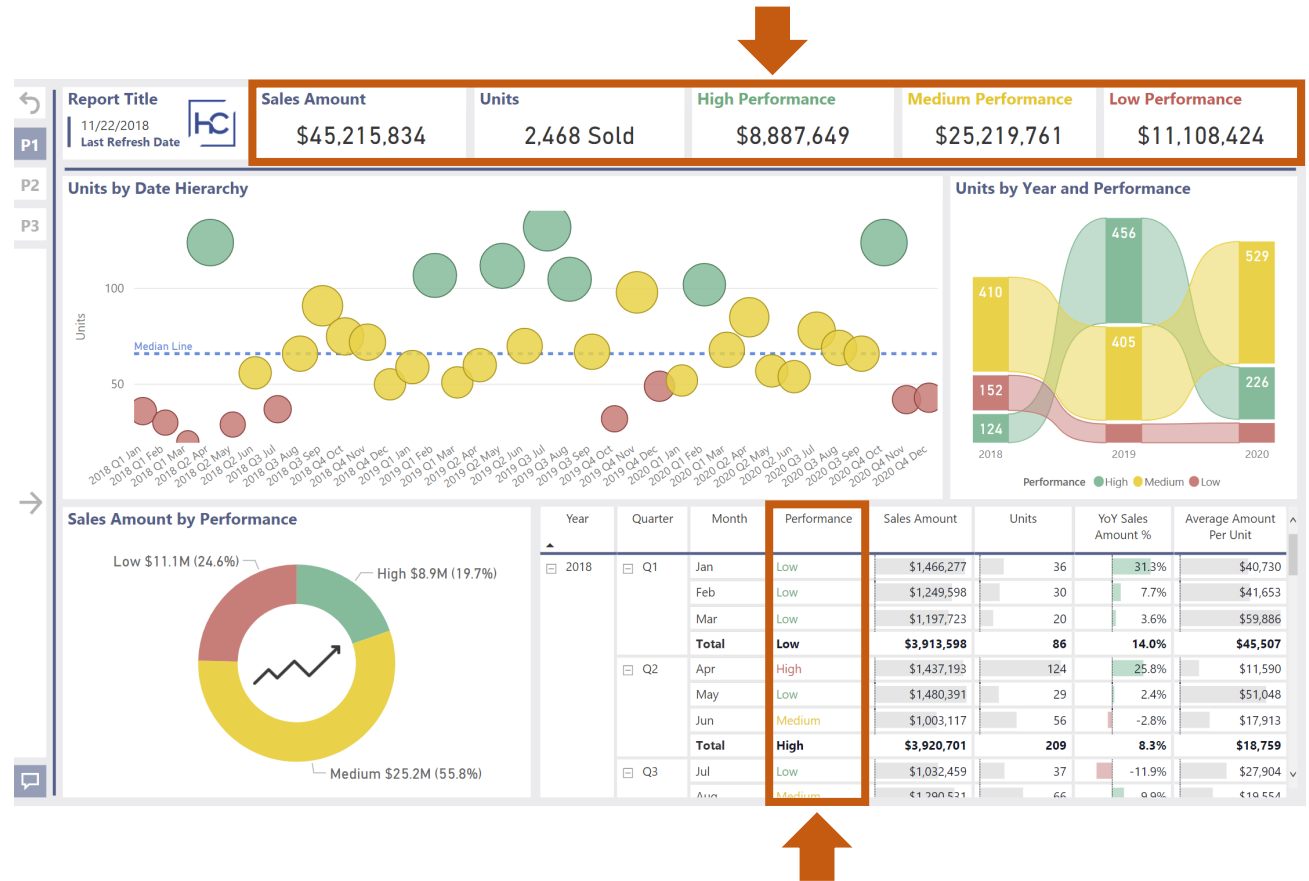 Report Title
11/22/2018
Last Refresh Date
hC
Sales Amount
$45,215,834
Units
2,468 Sold
High Performance
$8,887,649
Medium Performance
$25,219,761
Low Performance
$11,108,424
P1
P2
P3
Units by Date Hierarchy
Units
100
50
Median Line
2018 Q1 Jan
2018 Q1 Feb
2018 Q1 Mar
2018 Q2 Apr
2018 Q2 May
2018 Q2 Jun
2018 Q3 Jul
2018 Q3 Aug
2018 Q3 Sep
2018 Q4 Oct
2018 Q4 Nov
2018 Q4 Dec
2019 Q1 Jan
2019 Q1 Feb
2019 Q1 Mar
2019 Q2 Apr
2019 Q2 May
2019 Q2 Jun
2019 Q3 Jul
2019 Q3 Aug
2019 Q3 Sep
2019 Q4 Oct
2019 Q4 Nov
2019 Q4 Dec
2020 Q1 Jan
2020 Q1 Feb
2020 Q1 Mar
2020 Q2 Apr
2020 Q2 May
2020 Q2 Jun
2020 Q3 Jul
2020 Q3 Aug
2020 Q3 Sep
2020 Q4 Oct
2020 Q4 Nov
2020 Q4 Dec
Units by Year and Performance
456
529
410
405
152
226
124
2018 2019 2020
Performance High Medium Low
Sales Amount by Performance
Low $11.1M (24.6%)
High $8.9M (19.7%)
Medium $25.2M (55.8%)
Year Quarter Month Performance Sales Amount Units YoY Sales Amount % Average Amount Per Unit
2018 Q1 Jan Low $1,466,277 36 31.3% $40,730
Feb Low $1,249,598 30 7.7% $41,653
Mar Low $1,197,723 20 3.6% $59,886
Total Low $3,913,598 86 14.0% $45,507
Q2 Apr High $1,437,193 124 25.8% $11,590
May Low $1,480,391 29 2.4% $51,048
Jun Medium $1,003,117 56 -2.8% $17,913
Total High $3,920,701 209 8.3% $18,759
Q3 Jul Low $1,032,459 37 -11.9% $27,904
Aug Medium $1,290,531 66 9.9% $19,554